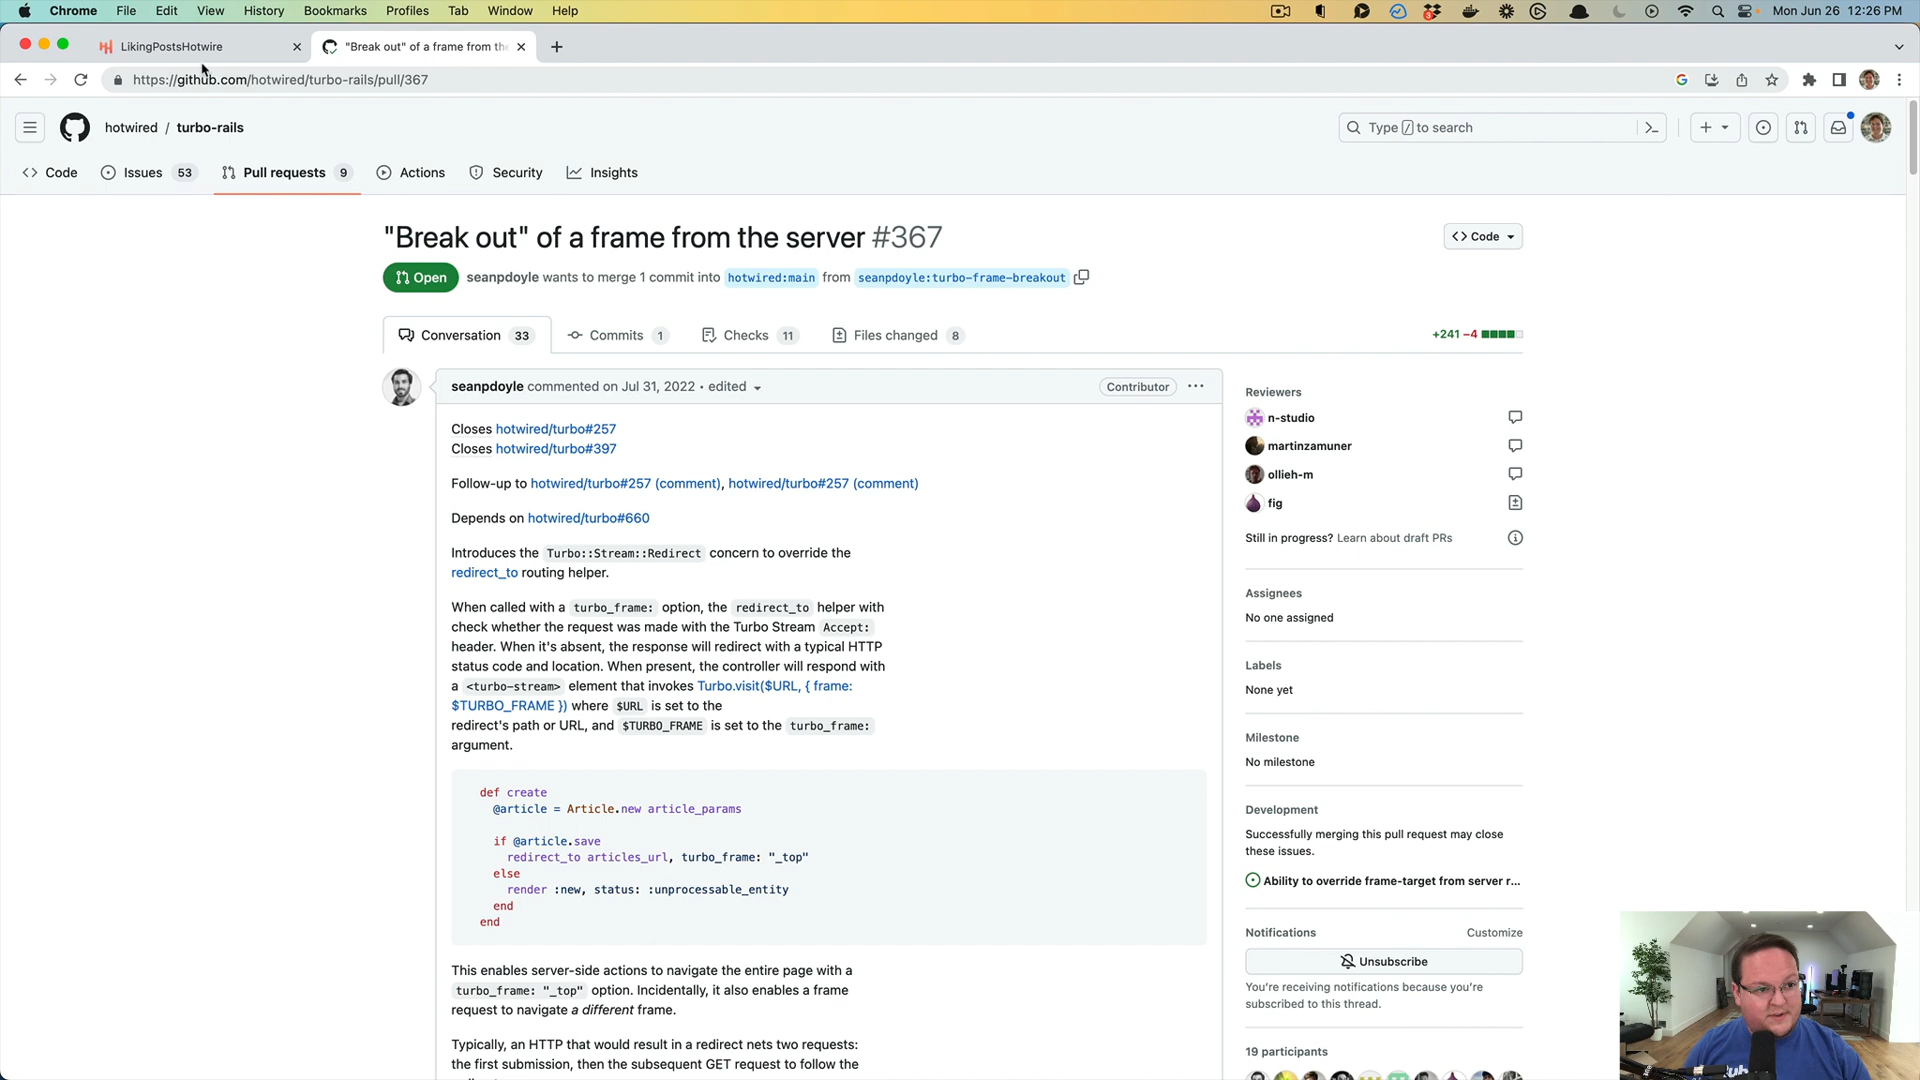 Chrome File Edit View History Bookmarks Profiles Tab Window Help
3
Mon Jun 26 12:26 PM
LikingPostsHotwire
"Break out" of a frame from the
https://github.com/hotwired/turbo-rails/pull/367
hotwired / turbo-rails
Type / to search
Code
Issues 53
Pull requests 9
Actions
Security
Insights
"Break out" of a frame from the server #367
<> Code
Open
seanpdoyle wants to merge 1 commit into hotwired:main from seanpdoyle:turbo-frame-breakout
Conversation 33
Commits 1
Checks 11
Files changed 8
+241 −4
seanpdoyle commented on Jul 31, 2022 • edited
Contributor
Closes hotwired/turbo#257
Closes hotwired/turbo#397
Follow-up to hotwired/turbo#257 (comment), hotwired/turbo#257 (comment)
Depends on hotwired/turbo#660
Introduces the Turbo::Stream::Redirect concern to override the
redirect_to routing helper.
When called with a turbo_frame: option, the redirect_to helper with
check whether the request was made with the Turbo Stream Accept:
header. When it's absent, the response will redirect with a typical HTTP
status code and location. When present, the controller will respond with
a <turbo-stream> element that invokes Turbo.visit($URL, { frame:
$TURBO_FRAME }) where $URL is set to the
redirect's path or URL, and $TURBO_FRAME is set to the turbo_frame:
argument.
def create
@article = Article.new article_params
if @article.save
redirect_to articles_url, turbo_frame: "_top"
else
render :new, status: :unprocessable_entity
end
end
This enables server-side actions to navigate the entire page with a
turbo_frame: "_top" option. Incidentally, it also enables a frame
request to navigate a different frame.
Typically, an HTTP that would result in a redirect nets two requests:
the first submission, then the subsequent GET request to follow the
Reviewers
n-studio
martinzamuner
ollieh-m
fig
Still in progress? Learn about draft PRs
Assignees
No one assigned
Labels
None yet
Milestone
No milestone
Development
Successfully merging this pull request may close
these issues.
Ability to override frame-target from server r...
Notifications
Customize
Unsubscribe
You're receiving notifications because you're
subscribed to this thread.
19 participants